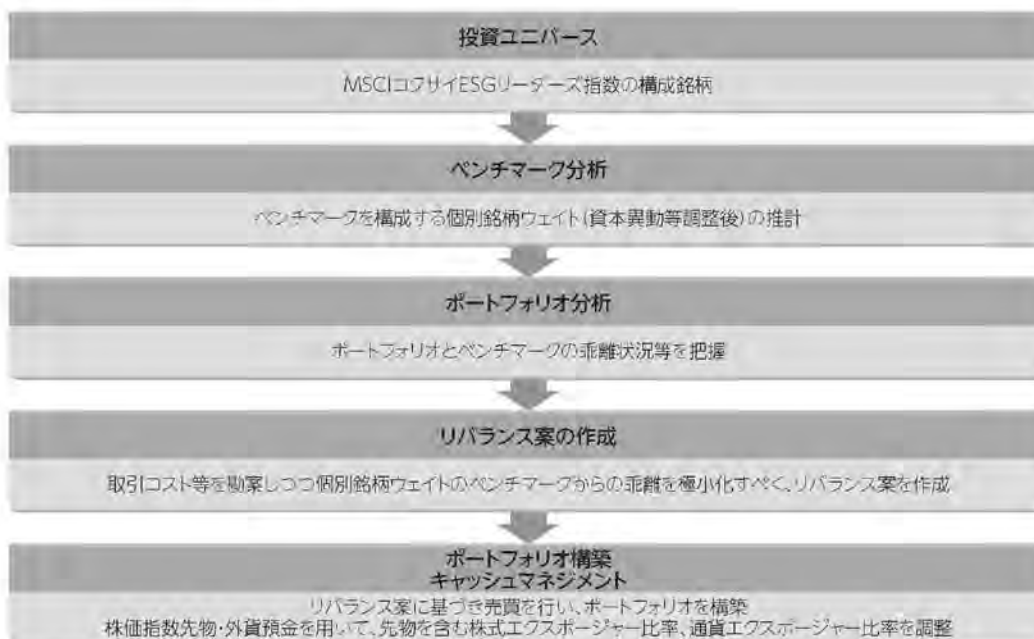 投資ユニバース
MSCIコクサイESGリーダーズ指数の構成銘柄
ベンチマーク分析
ベンチマークを構成する個別銘柄ウェイト(資本異動等調整後)の推計
ポートフォリオ分析
ポートフォリオとベンチマークの乖離状況等を把握
リバランス案の作成
取引コスト等を勘案しつつ個別銘柄ウェイトのベンチマークからの乖離を極小化すべく、リバランス案を作成
ポートフォリオ構築
キャッシュマネジメント
リバランス案に基づき売買を行い、ポートフォリオを構築
株価指数先物・外貨預金を用いて、先物を含む株式エクスポージャー比率、通貨エクスポージャー比率を調整